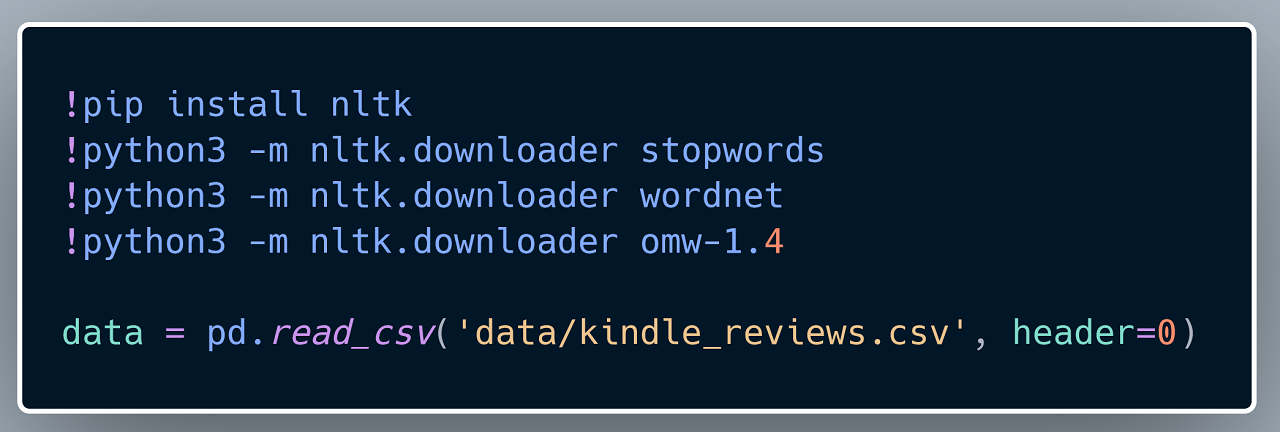 !pip install nltk
!python3 -m nltk.downloader stopwords
!python3 -m nltk.downloader wordnet
!python3 -m nltk.downloader omw-1.4
data = pd.read_csv('data/kindle_reviews.csv', header=0)